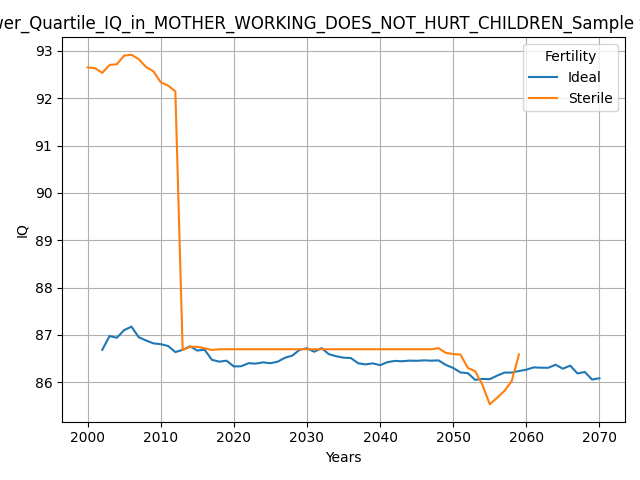 wer_Quartile_IQ_in_MOTHER_WORKING_DOES_NOT_HURT_CHILDREN_Sample
Fertility
Ideal
Sterile
93
92
91
90
89
88
87
86
IQ
2000 2010 2020 2030 2040 2050 2060 2070
Years